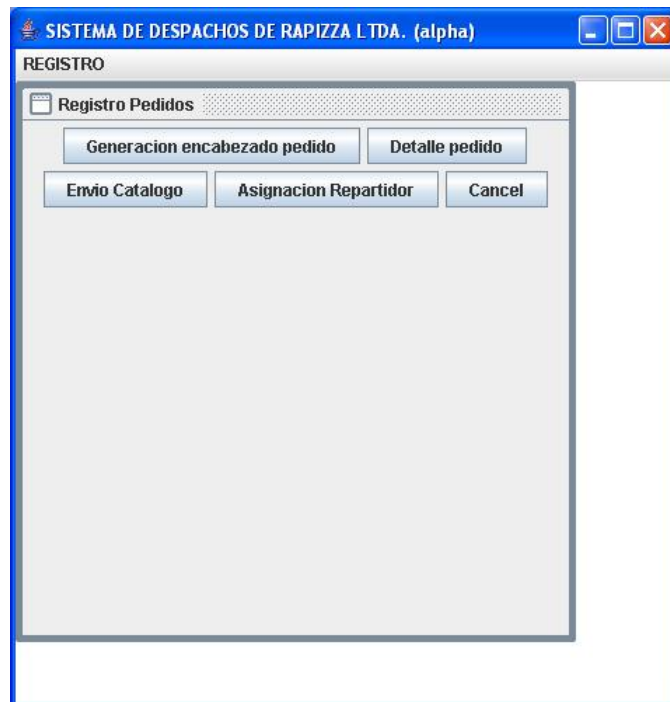 SISTEMA DE DESPACHOS DE RAPIZZA LTDA. (alpha)
REGISTRO
Registro Pedidos
Generacion encabezado pedido Detalle pedido
Envio Catalogo Asignacion Repartidor Cancel